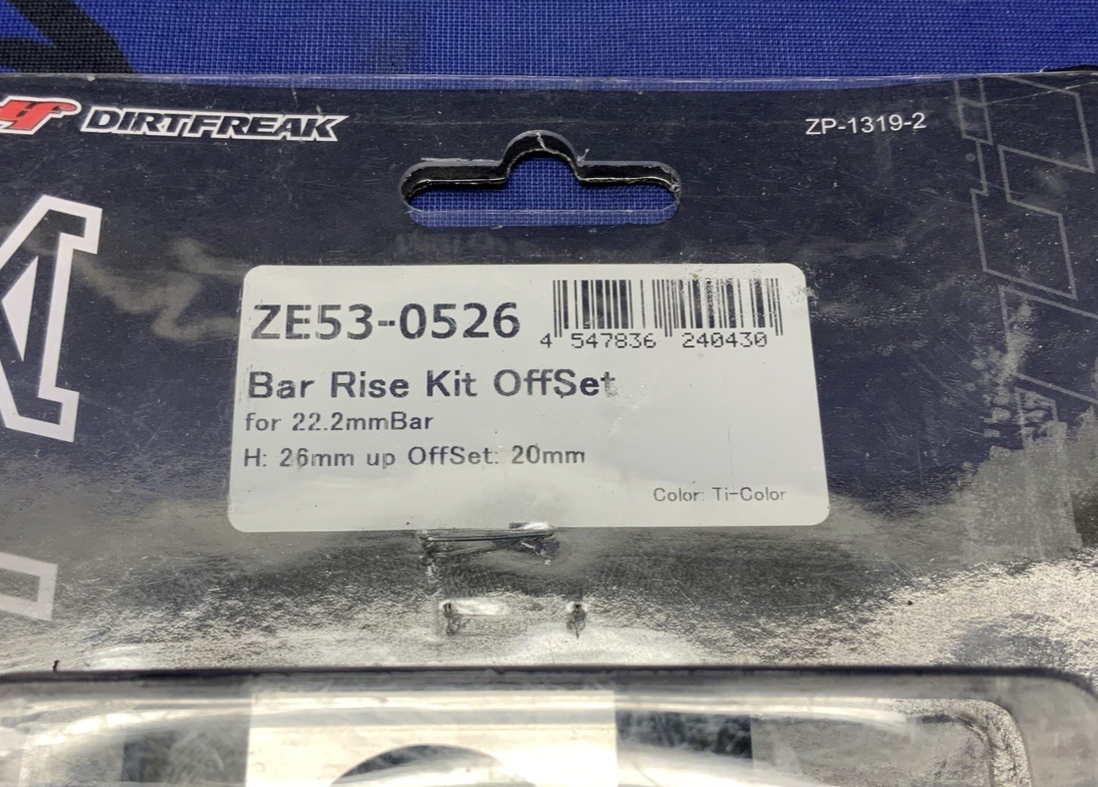 DIRTFREAK
ZP-1319-2
ZE53-0526
4 547836 240430
Bar Rise Kit OffSet
for 22.2mmBar
H: 26mm up OffSet: 20mm
Color: Ti-Color